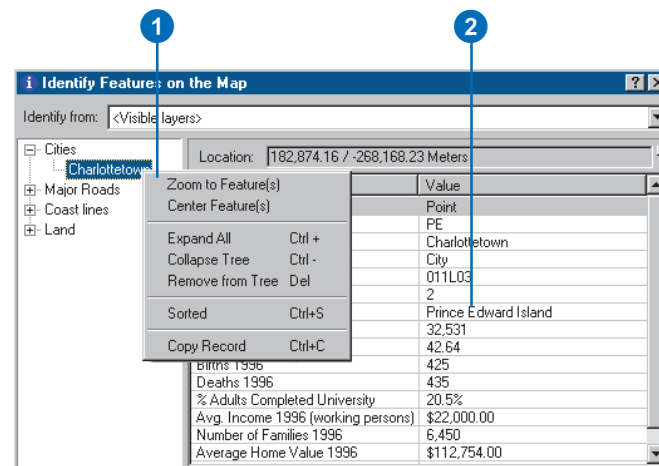 1
2
Identify Features on the Map
Identify from: <Visible layers>
Cities
Charlottetown
Major Roads
Coast lines
Land
Location: 182,874.16 / -268,168.23 Meters
Zoom to Feature(s)
Center Feature(s)
Expand All Ctrl +
Collapse Tree Ctrl -
Remove from Tree Del
Sorted Ctrl+S
Copy Record Ctrl+C
Value
Point
PE
Charlottetown
City
011L03
2
Prince Edward Island
32,531
42.64
Births 1996 425
Deaths 1996 435
% Adults Completed University 20.5%
Avg. Income 1996 (working persons) $22,000.00
Number of Families 1996 6,450
Average Home Value 1996 $112,754.00